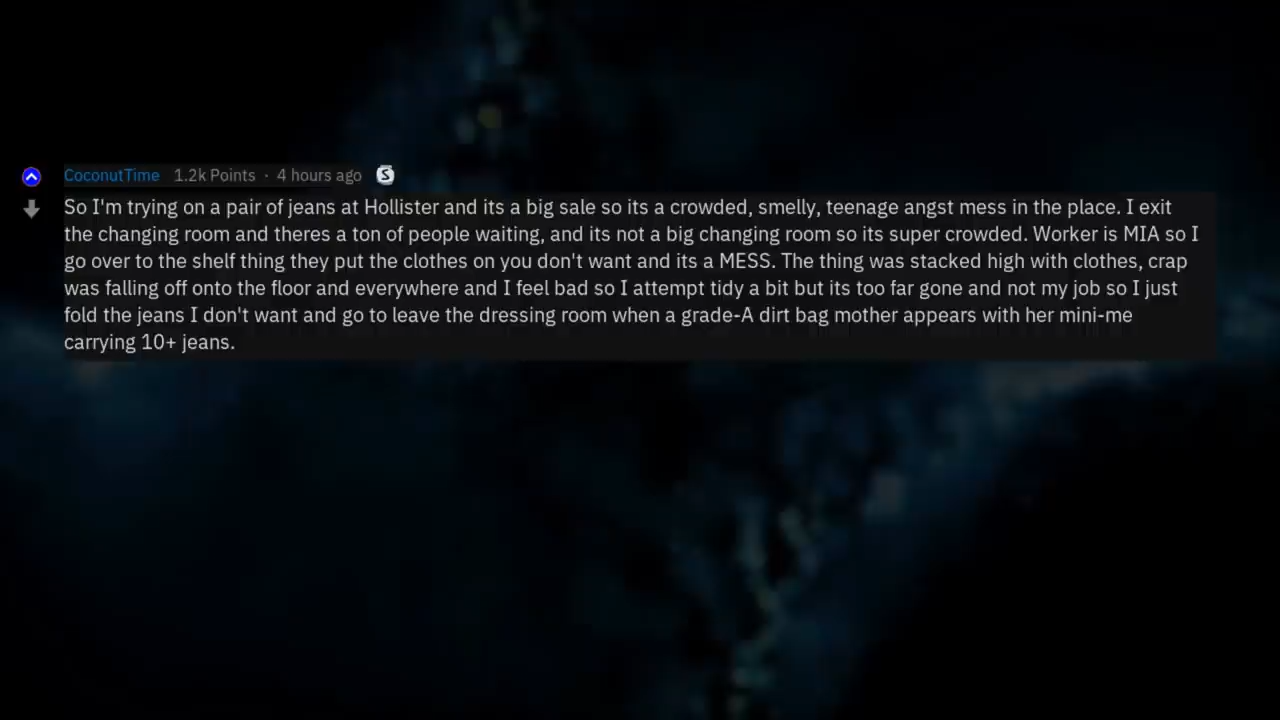 CoconutTime 1.2k Points · 4 hours ago S
So I'm trying on a pair of jeans at Hollister and its a big sale so its a crowded, smelly, teenage angst mess in the place. I exit
the changing room and theres a ton of people waiting, and its not a big changing room so its super crowded. Worker is MIA so I
go over to the shelf thing they put the clothes on you don't want and its a MESS. The thing was stacked high with clothes, crap
was falling off onto the floor and everywhere and I feel bad so I attempt tidy a bit but its too far gone and not my job so I just
fold the jeans I don't want and go to leave the dressing room when a grade-A dirt bag mother appears with her mini-me
carrying 10+ jeans.